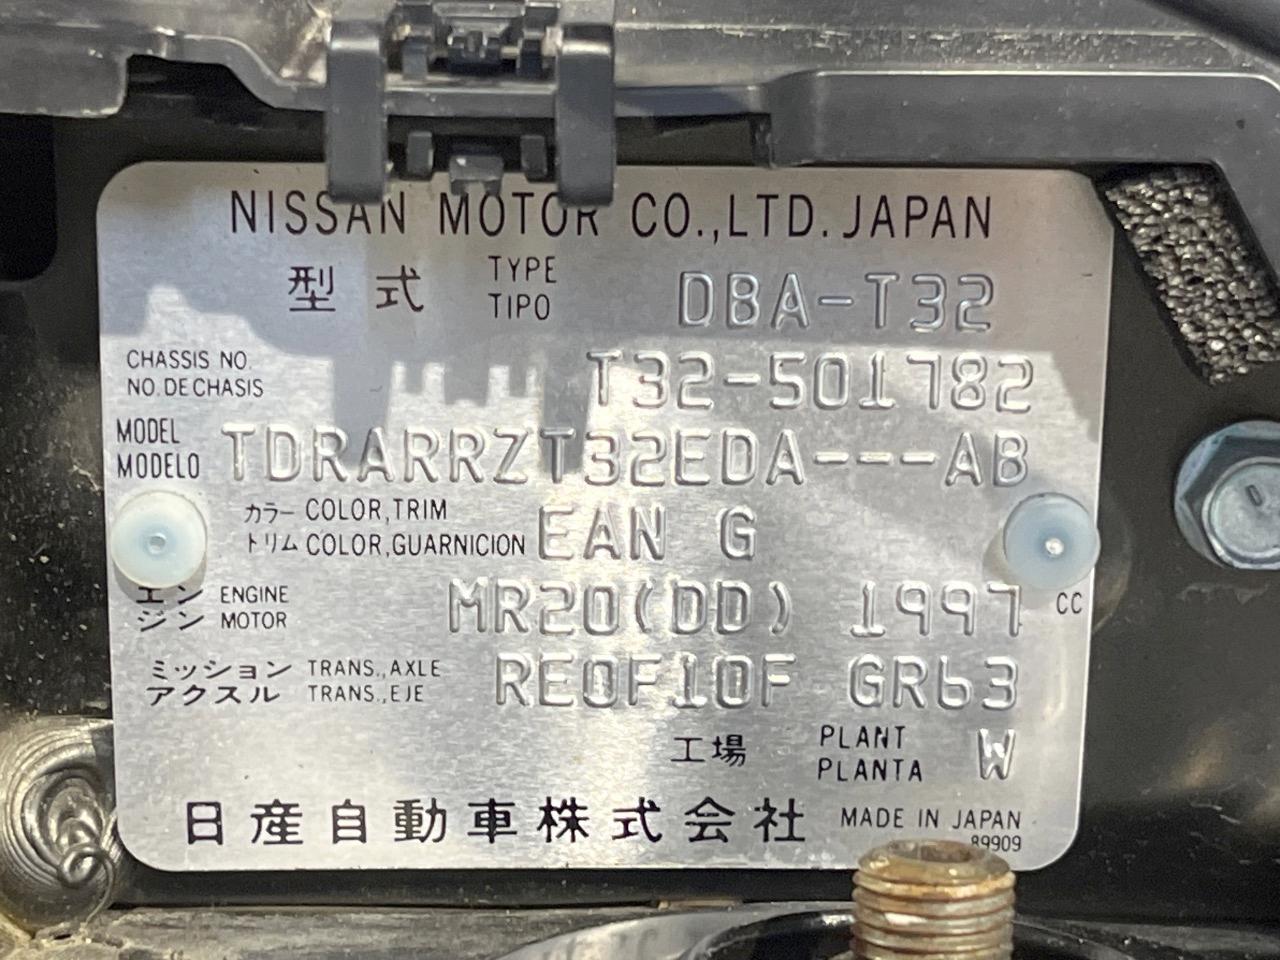 NISSAN MOTOR CO.,LTD. JAPAN
型式 TYPE DBA-T32
TIPO
CHASSIS NO. T32-501782
NO. DE CHASIS
MODEL TDRARRZT32EDA---AB
MODELO
カラー COLOR,TRIM EAN G
トリム COLOR,GUARNICION
エン ENGINE MR20(DD) 1997 CC
ジン MOTOR
ミッション TRANS.,AXLE RE0F10F GR63
アクスル TRANS.,EJE
工場 PLANT W
PLANTA
日産自動車株式会社 MADE IN JAPAN
89909